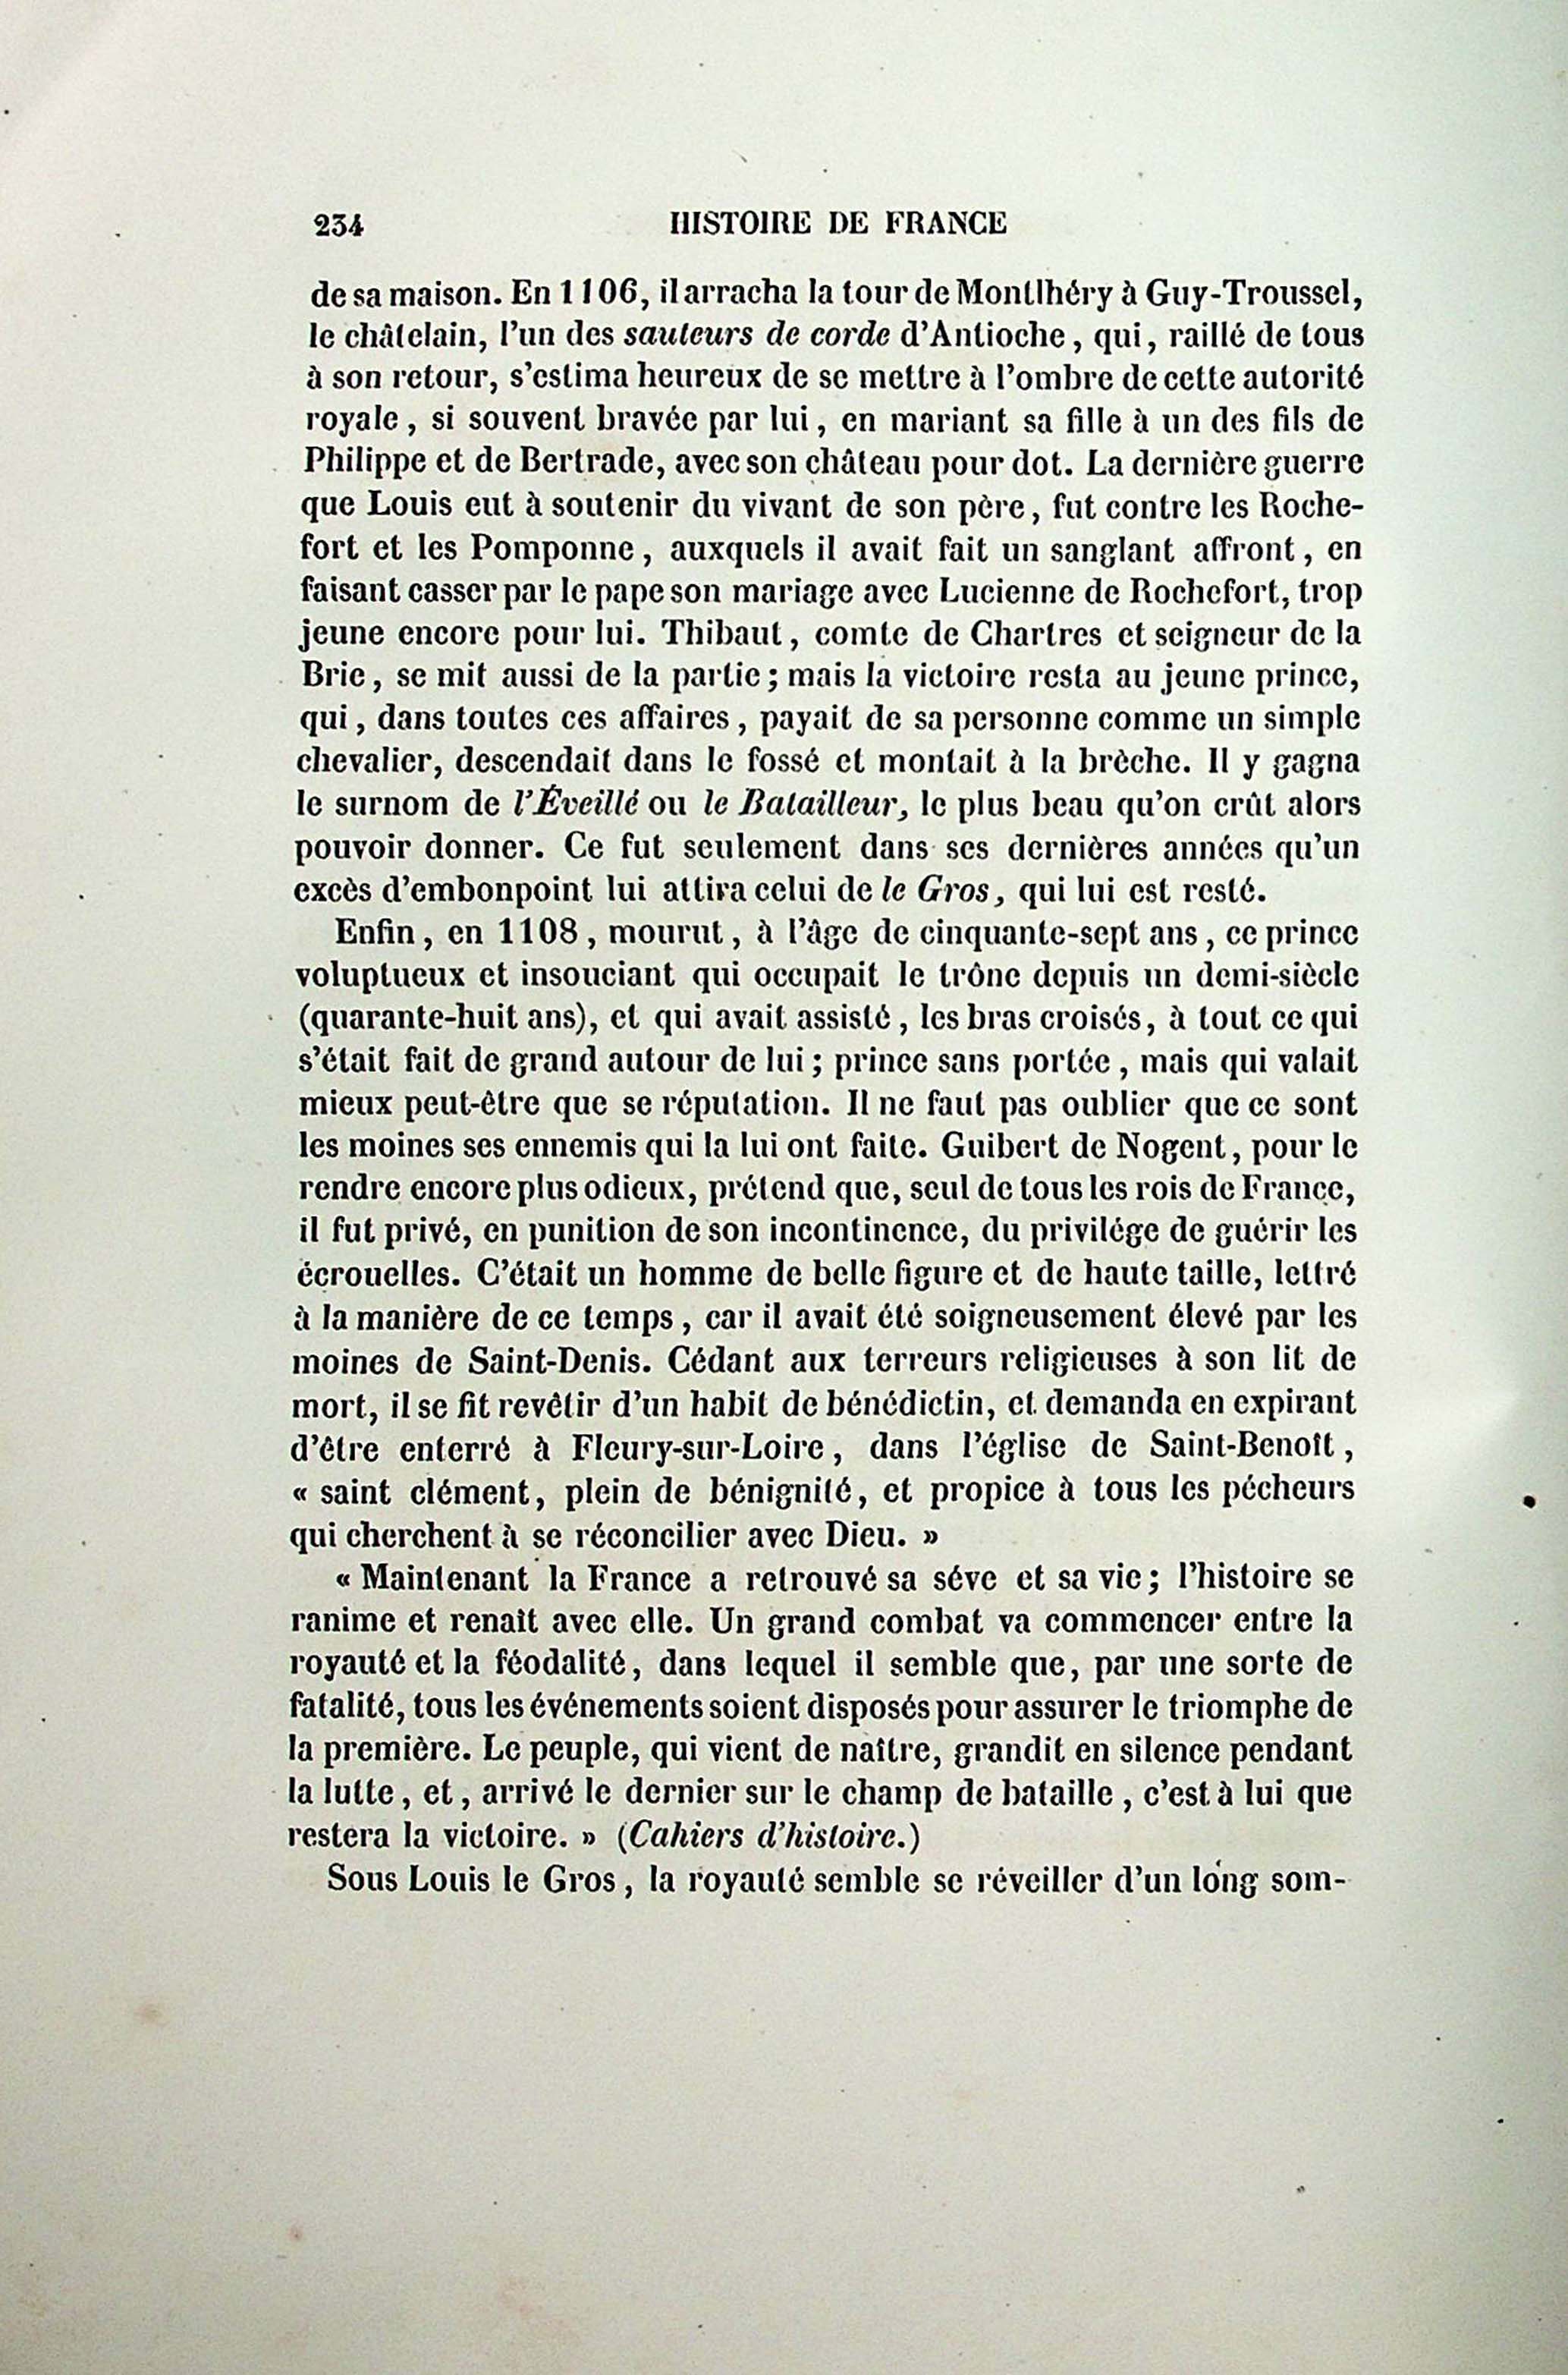 234 HISTOIRE DE FRANCE
de sa maison. En 1106, il arracha la tour de Montlhéry à Guy-Troussel,
le châtelain, l'un des sauteurs de corde d'Antioche, qui, raillé de tous
à son retour, s'estima heureux de se mettre à l'ombre de cette autorité
royale, si souvent bravée par lui, en mariant sa fille à un des fils de
Philippe et de Bertrade, avec son château pour dot. La dernière guerre
que Louis eut à soutenir du vivant de son père, fut contre les Roche-
fort et les Pomponne, auxquels il avait fait un sanglant affront, en
faisant casser par le pape son mariage avec Lucienne de Rochefort, trop
jeune encore pour lui. Thibaut, comte de Chartres et seigneur de la
Brie, se mit aussi de la partie; mais la victoire resta au jeune prince,
qui, dans toutes ces affaires, payait de sa personne comme un simple
chevalier, descendait dans le fossé et montait à la brèche. Il y gagna
le surnom de l'Éveillé ou le Batailleur, le plus beau qu'on crût alors
pouvoir donner. Ce fut seulement dans ses dernières années qu'un
excès d'embonpoint lui attira celui de le Gros, qui lui est resté.
Enfin, en 1108, mourut, à l'âge de cinquante-sept ans, ce prince
voluptueux et insouciant qui occupait le trône depuis un demi-siècle
(quarante-huit ans), et qui avait assisté, les bras croisés, à tout ce qui
s'était fait de grand autour de lui; prince sans portée, mais qui valait
mieux peut-être que se réputation. Il ne faut pas oublier que ce sont
les moines ses ennemis qui la lui ont faite. Guibert de Nogent, pour le
rendre encore plus odieux, prétend que, seul de tous les rois de France,
il fut privé, en punition de son incontinence, du privilége de guérir les
écrouelles. C'était un homme de belle figure et de haute taille, lettré
à la manière de ce temps, car il avait été soigneusement élevé par les
moines de Saint-Denis. Cédant aux terreurs religieuses à son lit de
mort, il se fit revêtir d'un habit de bénédictin, et demanda en expirant
d'être enterré à Fleury-sur-Loire, dans l'église de Saint-Benoît,
« saint clément, plein de bénignité, et propice à tous les pécheurs
qui cherchent à se réconcilier avec Dieu. »
« Maintenant la France a retrouvé sa séve et sa vie; l'histoire se
ranime et renaît avec elle. Un grand combat va commencer entre la
royauté et la féodalité, dans lequel il semble que, par une sorte de
fatalité, tous les événements soient disposés pour assurer le triomphe de
la première. Le peuple, qui vient de naître, grandit en silence pendant
la lutte, et, arrivé le dernier sur le champ de bataille, c'est à lui que
restera la victoire. » (Cahiers d'histoire.)
Sous Louis le Gros, la royauté semble se réveiller d'un long som-